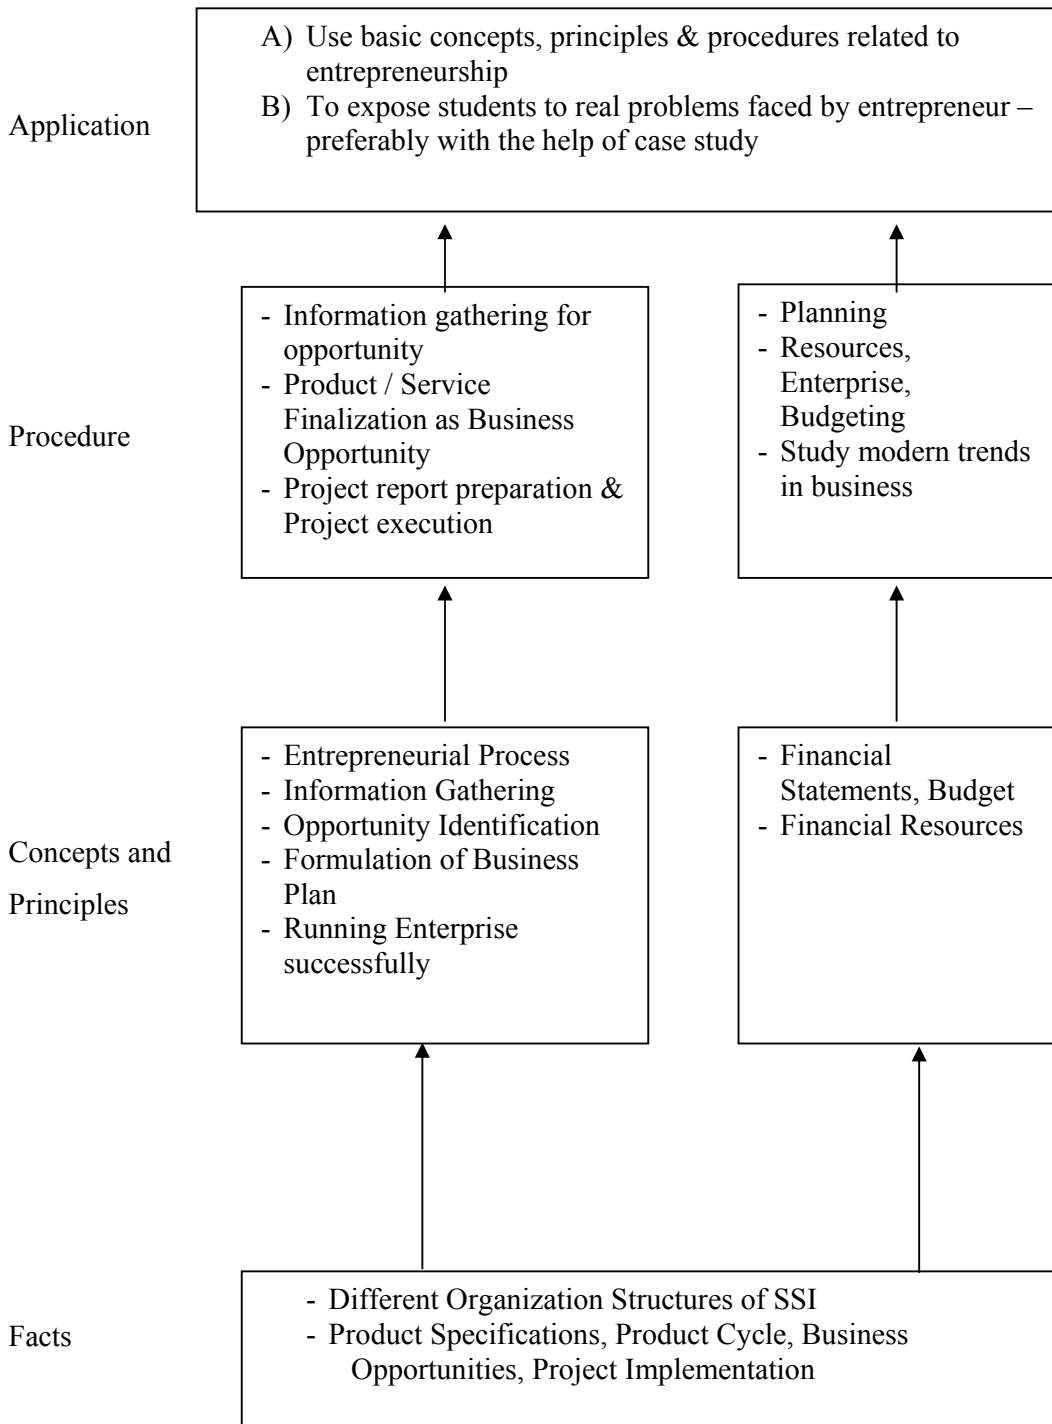 Application
A) Use basic concepts, principles & procedures related to
entrepreneurship
B) To expose students to real problems faced by entrepreneur –
preferably with the help of case study
Procedure
- Information gathering for
opportunity
- Product / Service
Finalization as Business
Opportunity
- Project report preparation &
Project execution
- Planning
- Resources,
Enterprise,
Budgeting
- Study modern trends
in business
Concepts and
Principles
- Entrepreneurial Process
- Information Gathering
- Opportunity Identification
- Formulation of Business
Plan
- Running Enterprise
successfully
- Financial
Statements, Budget
- Financial Resources
Facts
- Different Organization Structures of SSI
- Product Specifications, Product Cycle, Business
Opportunities, Project Implementation